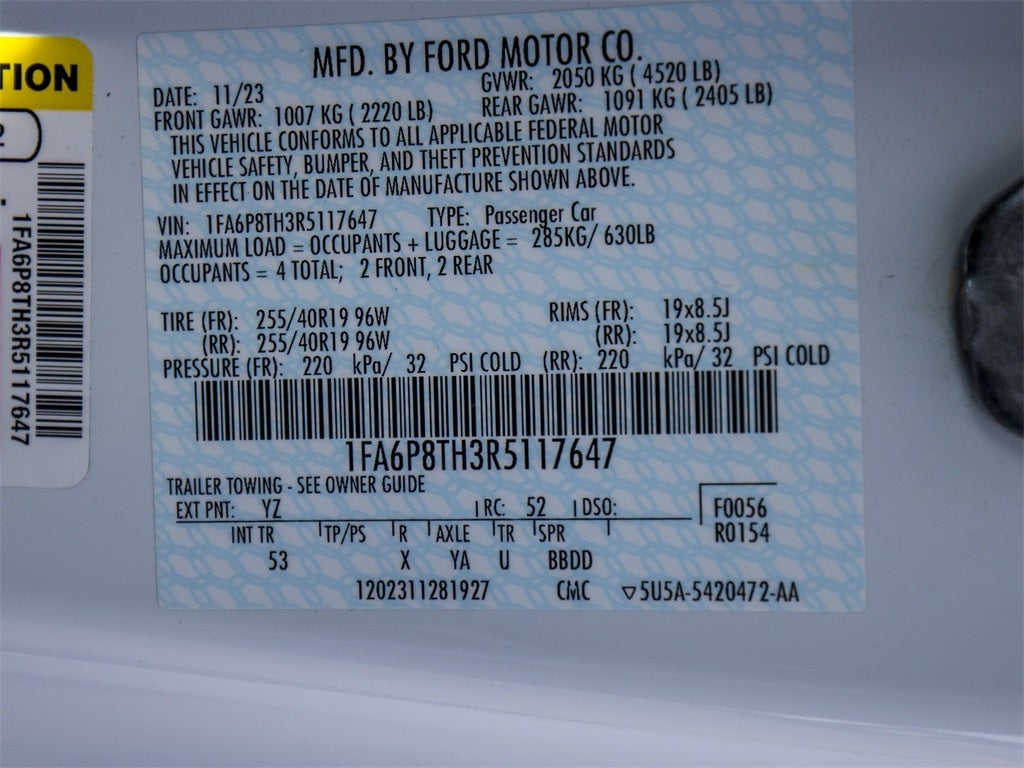 TION
2
1FA6P8TH3R5117647
MFD. BY FORD MOTOR CO.
DATE: 11/23 GVWR: 2050 KG ( 4520 LB)
FRONT GAWR: 1007 KG ( 2220 LB) REAR GAWR: 1091 KG ( 2405 LB)
THIS VEHICLE CONFORMS TO ALL APPLICABLE FEDERAL MOTOR
VEHICLE SAFETY, BUMPER, AND THEFT PREVENTION STANDARDS
IN EFFECT ON THE DATE OF MANUFACTURE SHOWN ABOVE.
VIN: 1FA6P8TH3R5117647 TYPE: Passenger Car
MAXIMUM LOAD = OCCUPANTS + LUGGAGE = 285KG/ 630LB
OCCUPANTS = 4 TOTAL; 2 FRONT, 2 REAR
TIRE (FR): 255/40R19 96W RIMS (FR): 19x8.5J
(RR): 255/40R19 96W (RR): 19x8.5J
PRESSURE (FR): 220 kPa/ 32 PSI COLD (RR): 220 kPa/ 32 PSI COLD
1FA6P8TH3R5117647
TRAILER TOWING - SEE OWNER GUIDE
EXT PNT: YZ RC: 52 DSO: F0056
INT TR TP/PS R AXLE TR SPR R0154
53 X YA U BBDD
1202311281927 CMC ▽5U5A-5420472-AA